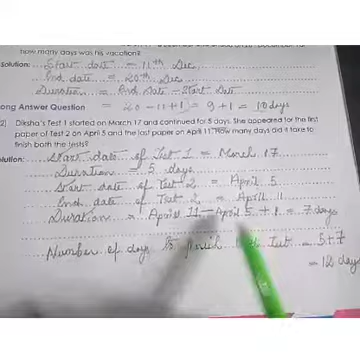 how many days was his vacation?
Solution: Start date = 11th Dec
End date = 20th Dec
Duration = End Date - Start Date
= 20 - 11 + 1 = 9 + 1 = 10 days
ong Answer Question
2) Diksha's Test 1 started on March 17 and continued for 5 days. She appeared for the first
paper of Test 2 on April 5 and the last paper on April 11. How many days did it take to
finish both the tests?
olution: Start date of Test 1 = March 17
Duration = 5 days
Start date of Test 2 = April 5
End date of Test 2 = April 11
Duration = April 11 - April 5 + 1 = 7 days
Number of days to finish Test = 5+7
= 12 days